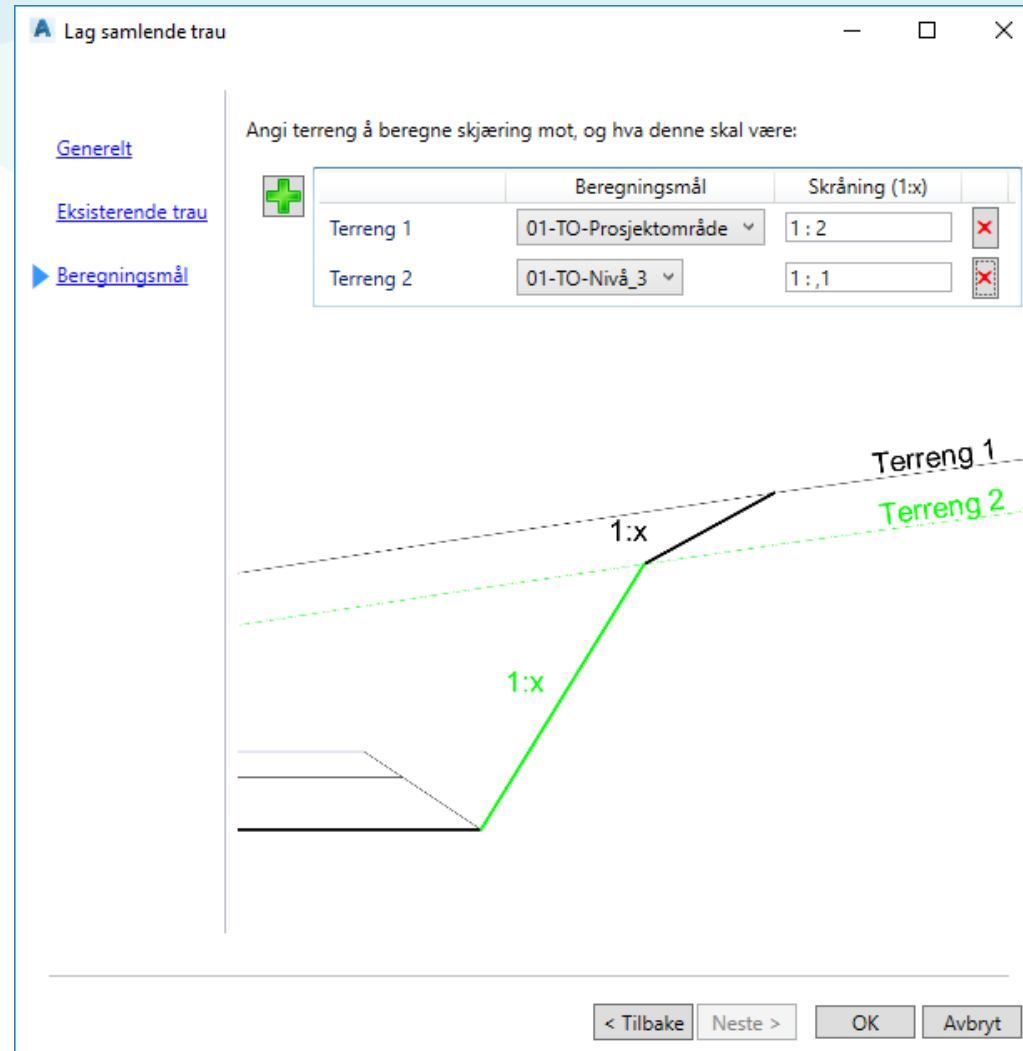 Lag samlende trau
Generelt
Eksisterende trau
Beregningsmål
Angi terreng å beregne skjæring mot, og hva denne skal være:
Beregningsmål Skråning (1:x)
Terreng 1 01-TO-Prosjektområde 1 : 2
Terreng 2 01-TO-Nivå_3 1 : ,1
Terreng 1
Terreng 2
1:x
1:x
< Tilbake Neste > OK Avbryt